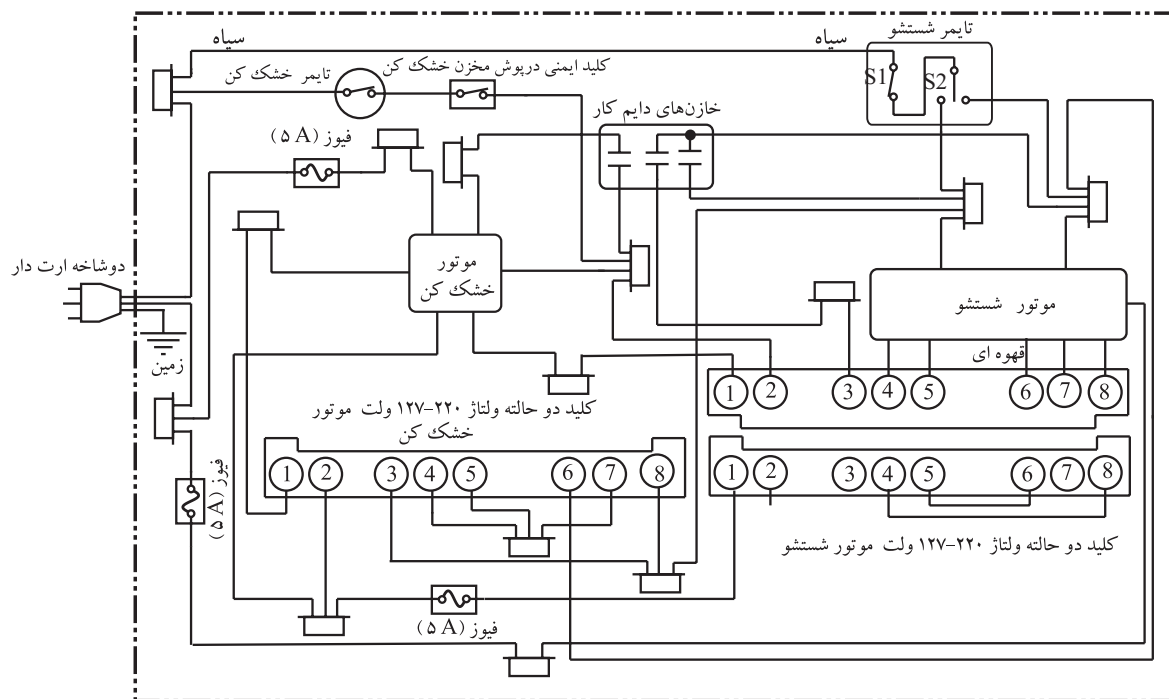 تایمر شستشو
سیاه
سیاه
S1
S2
کلید ایمنی درپوش مخزن خشک کن
تایمر خشک کن
خازن‌های دایم کار
فیوز (۵ A)
دوشاخه ارت دار
موتور
خشک کن
موتور شستشو
زمین
قهوه ای
1 2 3 4 5 6 7 8
کلید دو حالته ولتاژ ۲۲۰-۱۲۷ ولت موتور
خشک کن
1 2 3 4 5 6 7 8
1 2 3 4 5 6 7 8
فیوز (۵ A)
کلید دو حالته ولتاژ ۲۲۰-۱۲۷ ولت موتور شستشو
فیوز (۵ A)